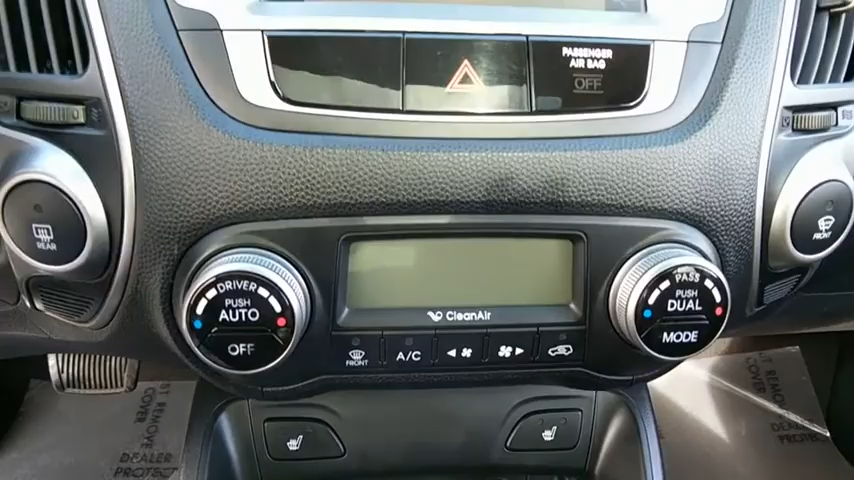 PASSENGER
AIR BAG
OFF
REAR
FRONT
DRIVER
PUSH
AUTO
OFF
CleanAir
PASS
PUSH
DUAL
MODE
FRONT
A/C
DEALER
DEALER
PROTECT
REMOVE